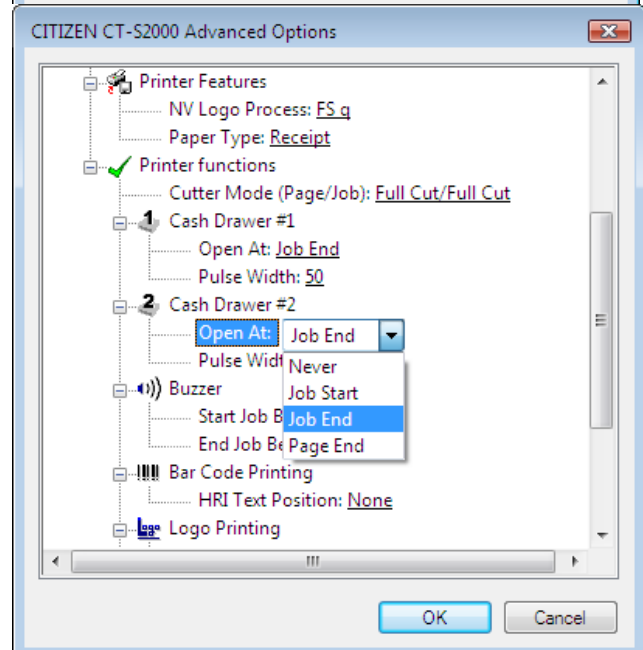 CITIZEN CT-S2000 Advanced Options
Printer Features
NV Logo Process: FS q
Paper Type: Receipt
Printer functions
Cutter Mode (Page/Job): Full Cut/Full Cut
1 Cash Drawer #1
Open At: Job End
Pulse Width: 50
2 Cash Drawer #2
Open At: Job End
Pulse Widt
Never
Buzzer
Job Start
Start Job B
Job End
End Job Be
Page End
Bar Code Printing
HRI Text Position: None
Logo Printing
OK Cancel